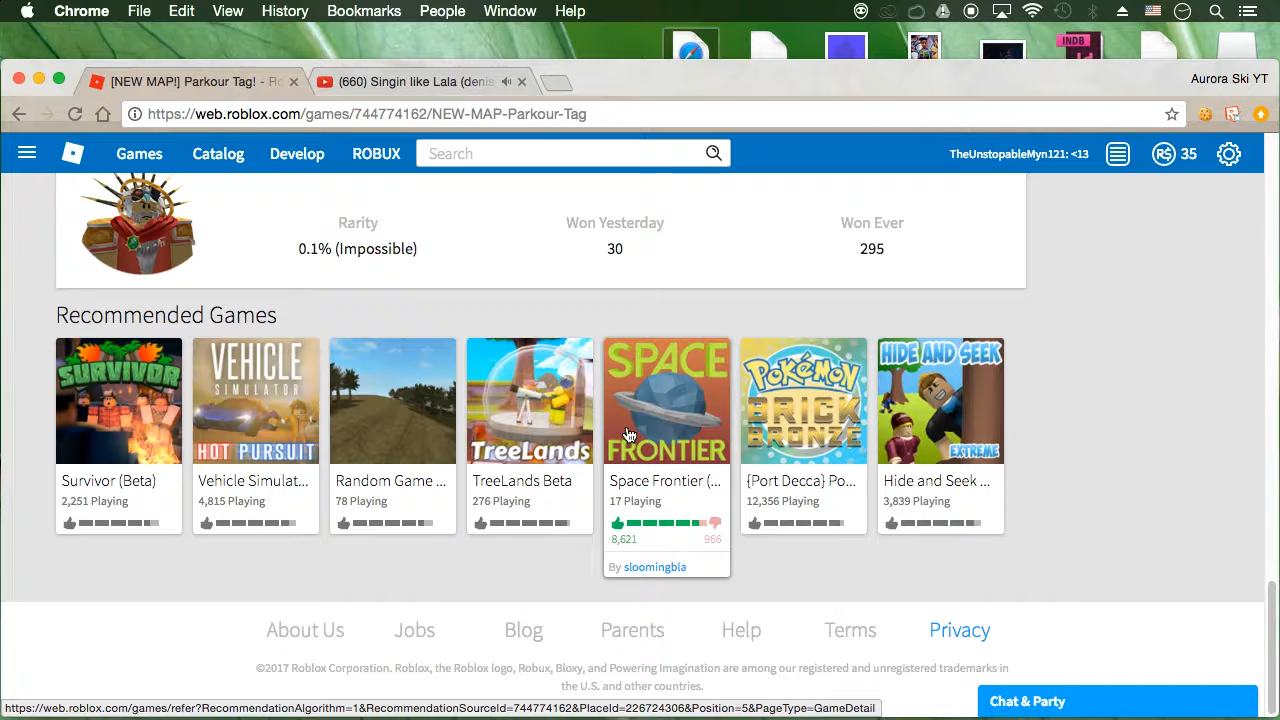 Chrome File Edit View History Bookmarks People Window Help
INDB
[NEW MAP!] Parkour Tag! - Ro
(660) Singin like Lala (denis
Aurora Ski YT
https://web.roblox.com/games/744774162/NEW-MAP-Parkour-Tag
Games Catalog Develop ROBUX Search TheUnstopableMyn121: <13 R$ 35
Rarity Won Yesterday Won Ever
0.1% (Impossible) 30 295
Recommended Games
SURVIVOR
VEHICLE
SIMULATOR
HOT PURSUIT
TreeLands
SPACE
FRONTIER
POKéMON
BRICK
BRONZE
HIDE AND SEEK
EXTREME
Survivor (Beta) Vehicle Simulat... Random Game ... TreeLands Beta Space Frontier (... {Port Decca} Po... Hide and Seek ...
2,251 Playing 4,815 Playing 78 Playing 276 Playing 17 Playing 12,356 Playing 3,839 Playing
8,621 966
By sloomingbla
About Us Jobs Blog Parents Help Terms Privacy
©2017 Roblox Corporation. Roblox, the Roblox logo, Robux, Bloxy, and Powering Imagination are among our registered and unregistered trademarks in
the U.S. and other countries.
Chat & Party
https://web.roblox.com/games/refer?RecommendationAlgorithm=1&RecommendationSourceId=744774162&PlaceId=226724306&Position=5&PageType=GameDetail